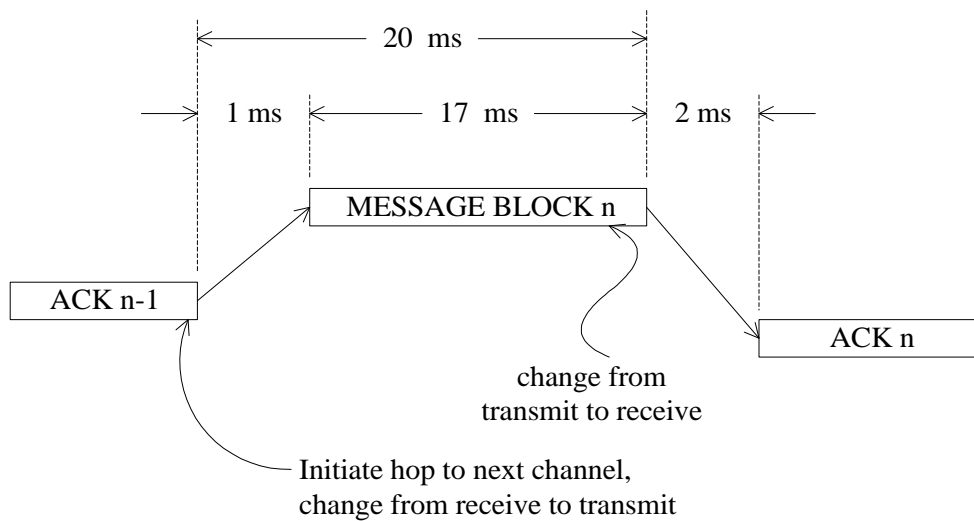 20 ms
1 ms
17 ms
2 ms
MESSAGE BLOCK n
ACK n-1
ACK n
change from
transmit to receive
Initiate hop to next channel,
change from receive to transmit